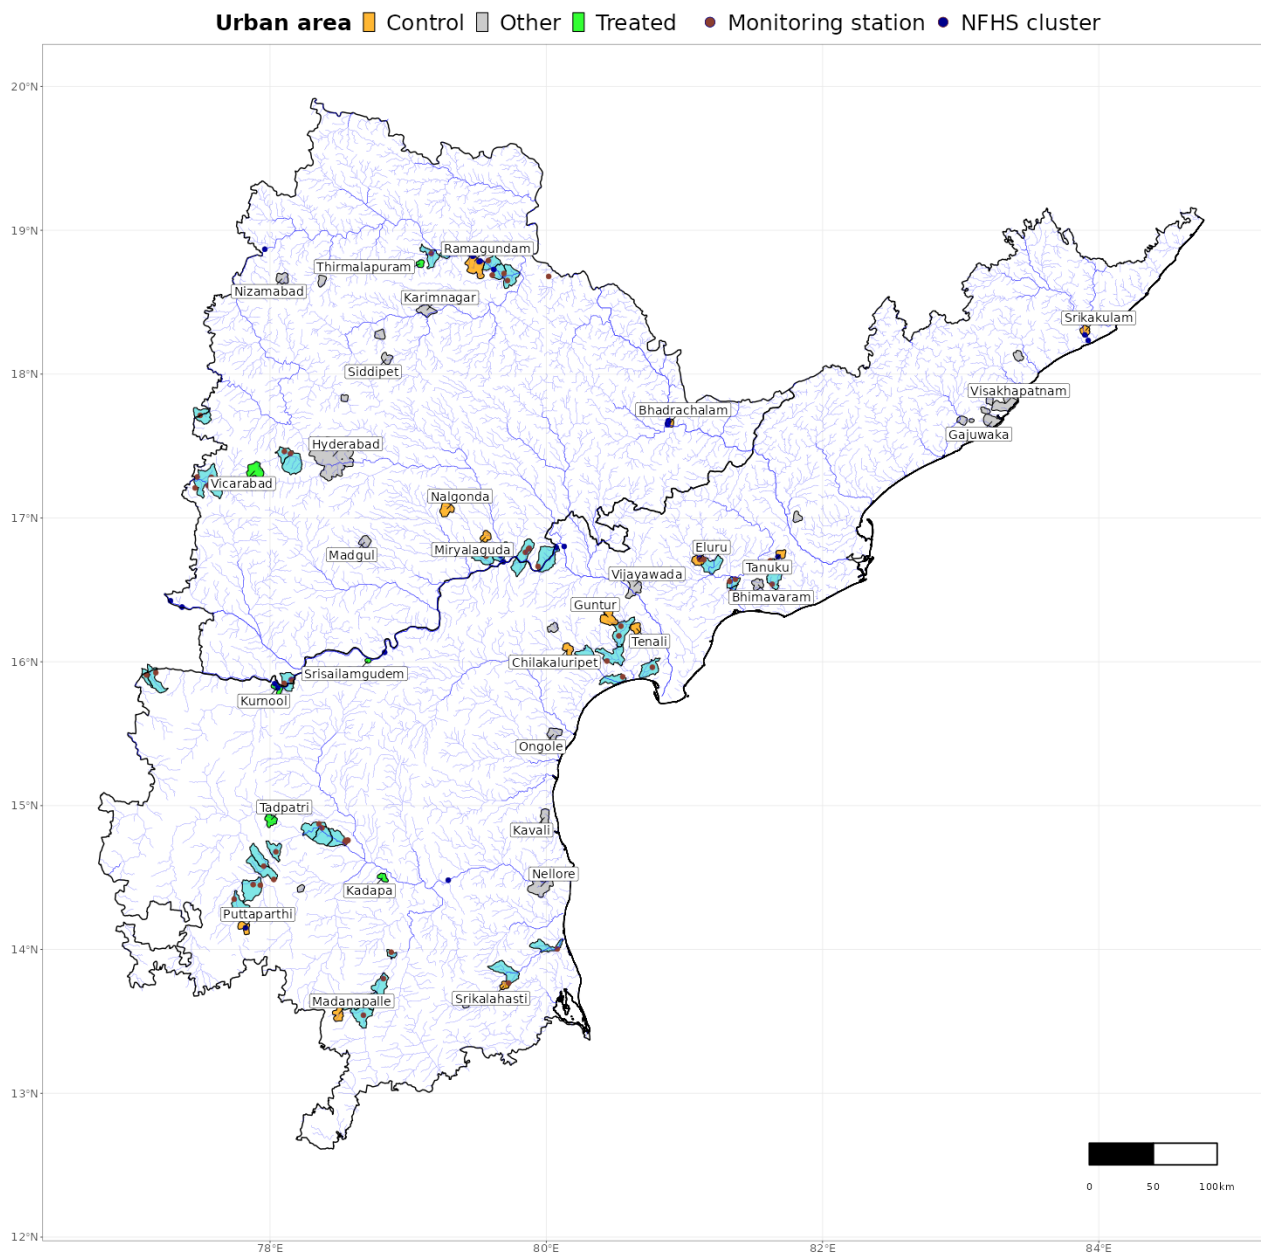 Urban area Control Other Treated Monitoring station NFHS cluster
20°N
19°N
18°N
17°N
16°N
15°N
14°N
13°N
12°N
Ramagundam
Thirmalapuram
Nizamabad
Karimnagar
Srikakulam
Siddipet
Visakhapatnam
Bhadrachalam
Gajuwaka
Hyderabad
Vicarabad
Nalgonda
Madgul
Miryalaguda
Eluru
Tanuku
Vijayawada
Bhimavaram
Guntur
Tenali
Chilakaluripet
Srisailamgudem
Kurnool
Ongole
Tadpatri
Kavali
Nellore
Kadapa
Puttaparthi
Madanapalle
Srikalahasti
0 50 100km
78°E 80°E 82°E 84°E